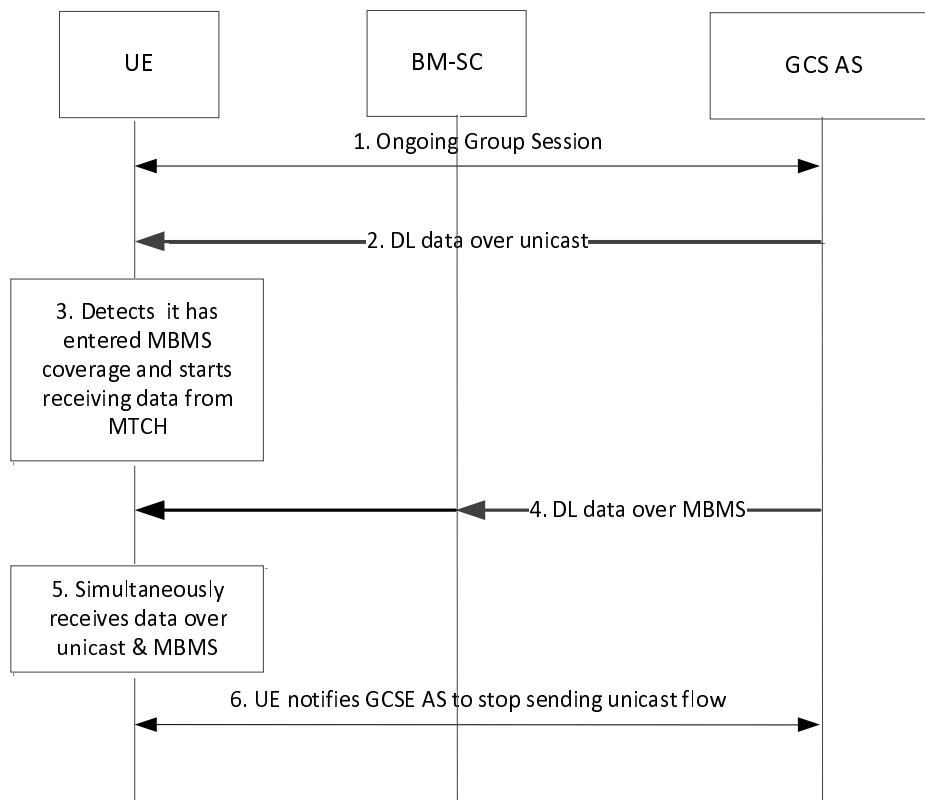 UE
BM-SC
GCS AS
1. Ongoing Group Session
2. DL data over unicast
3. Detects it has
entered MBMS
coverage and starts
receiving data from
MTCH
4. DL data over MBMS
5. Simultaneously
receives data over
unicast & MBMS
6. UE notifies GCSE AS to stop sending unicast flow